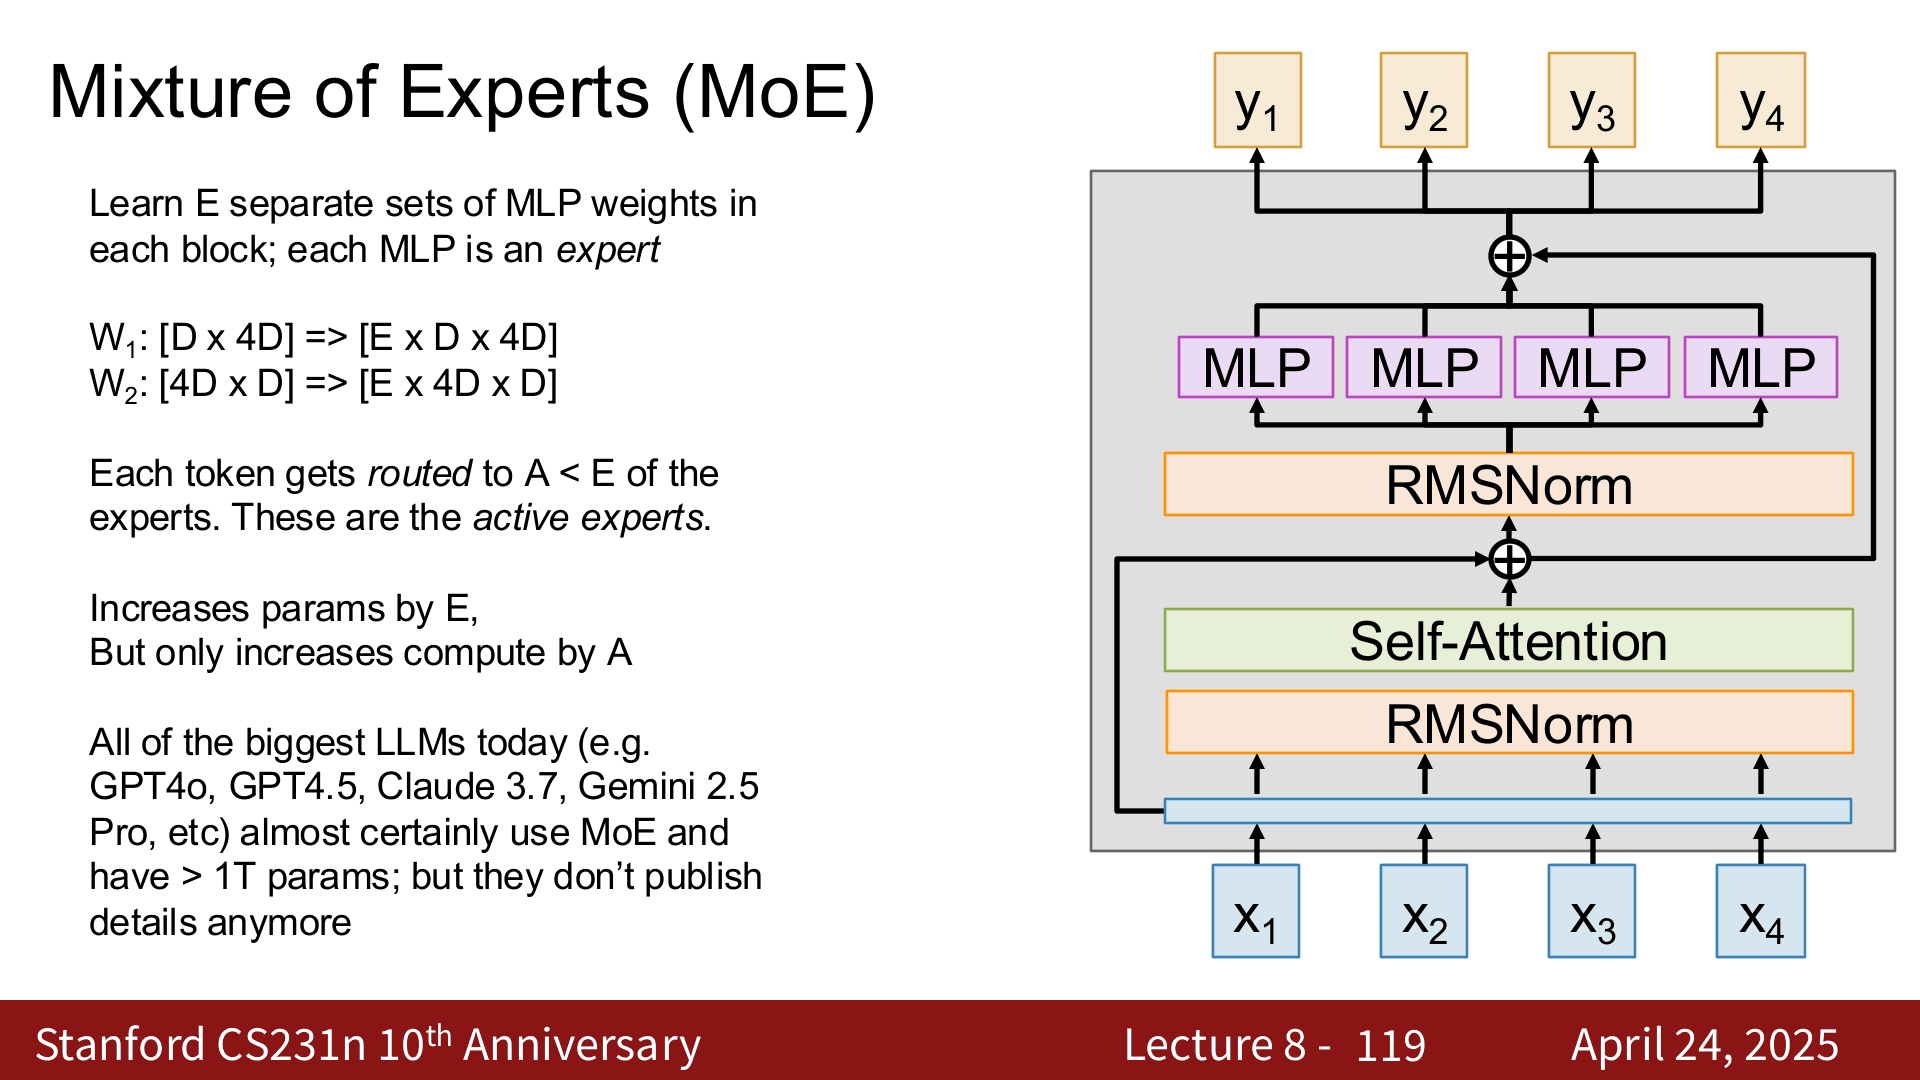 Mixture of Experts (MoE)
Learn E separate sets of MLP weights in
each block; each MLP is an expert
W₁: [D x 4D] => [E x D x 4D]
W₂: [4D x D] => [E x 4D x D]
Each token gets routed to A < E of the
experts. These are the active experts.
Increases params by E,
But only increases compute by A
All of the biggest LLMs today (e.g.
GPT4o, GPT4.5, Claude 3.7, Gemini 2.5
Pro, etc) almost certainly use MoE and
have > 1T params; but they don’t publish
details anymore
y₁ y₂ y₃ y₄
MLP MLP MLP MLP
RMSNorm
Self-Attention
RMSNorm
x₁ x₂ x₃ x₄
Stanford CS231n 10th Anniversary Lecture 8 - 119 April 24, 2025